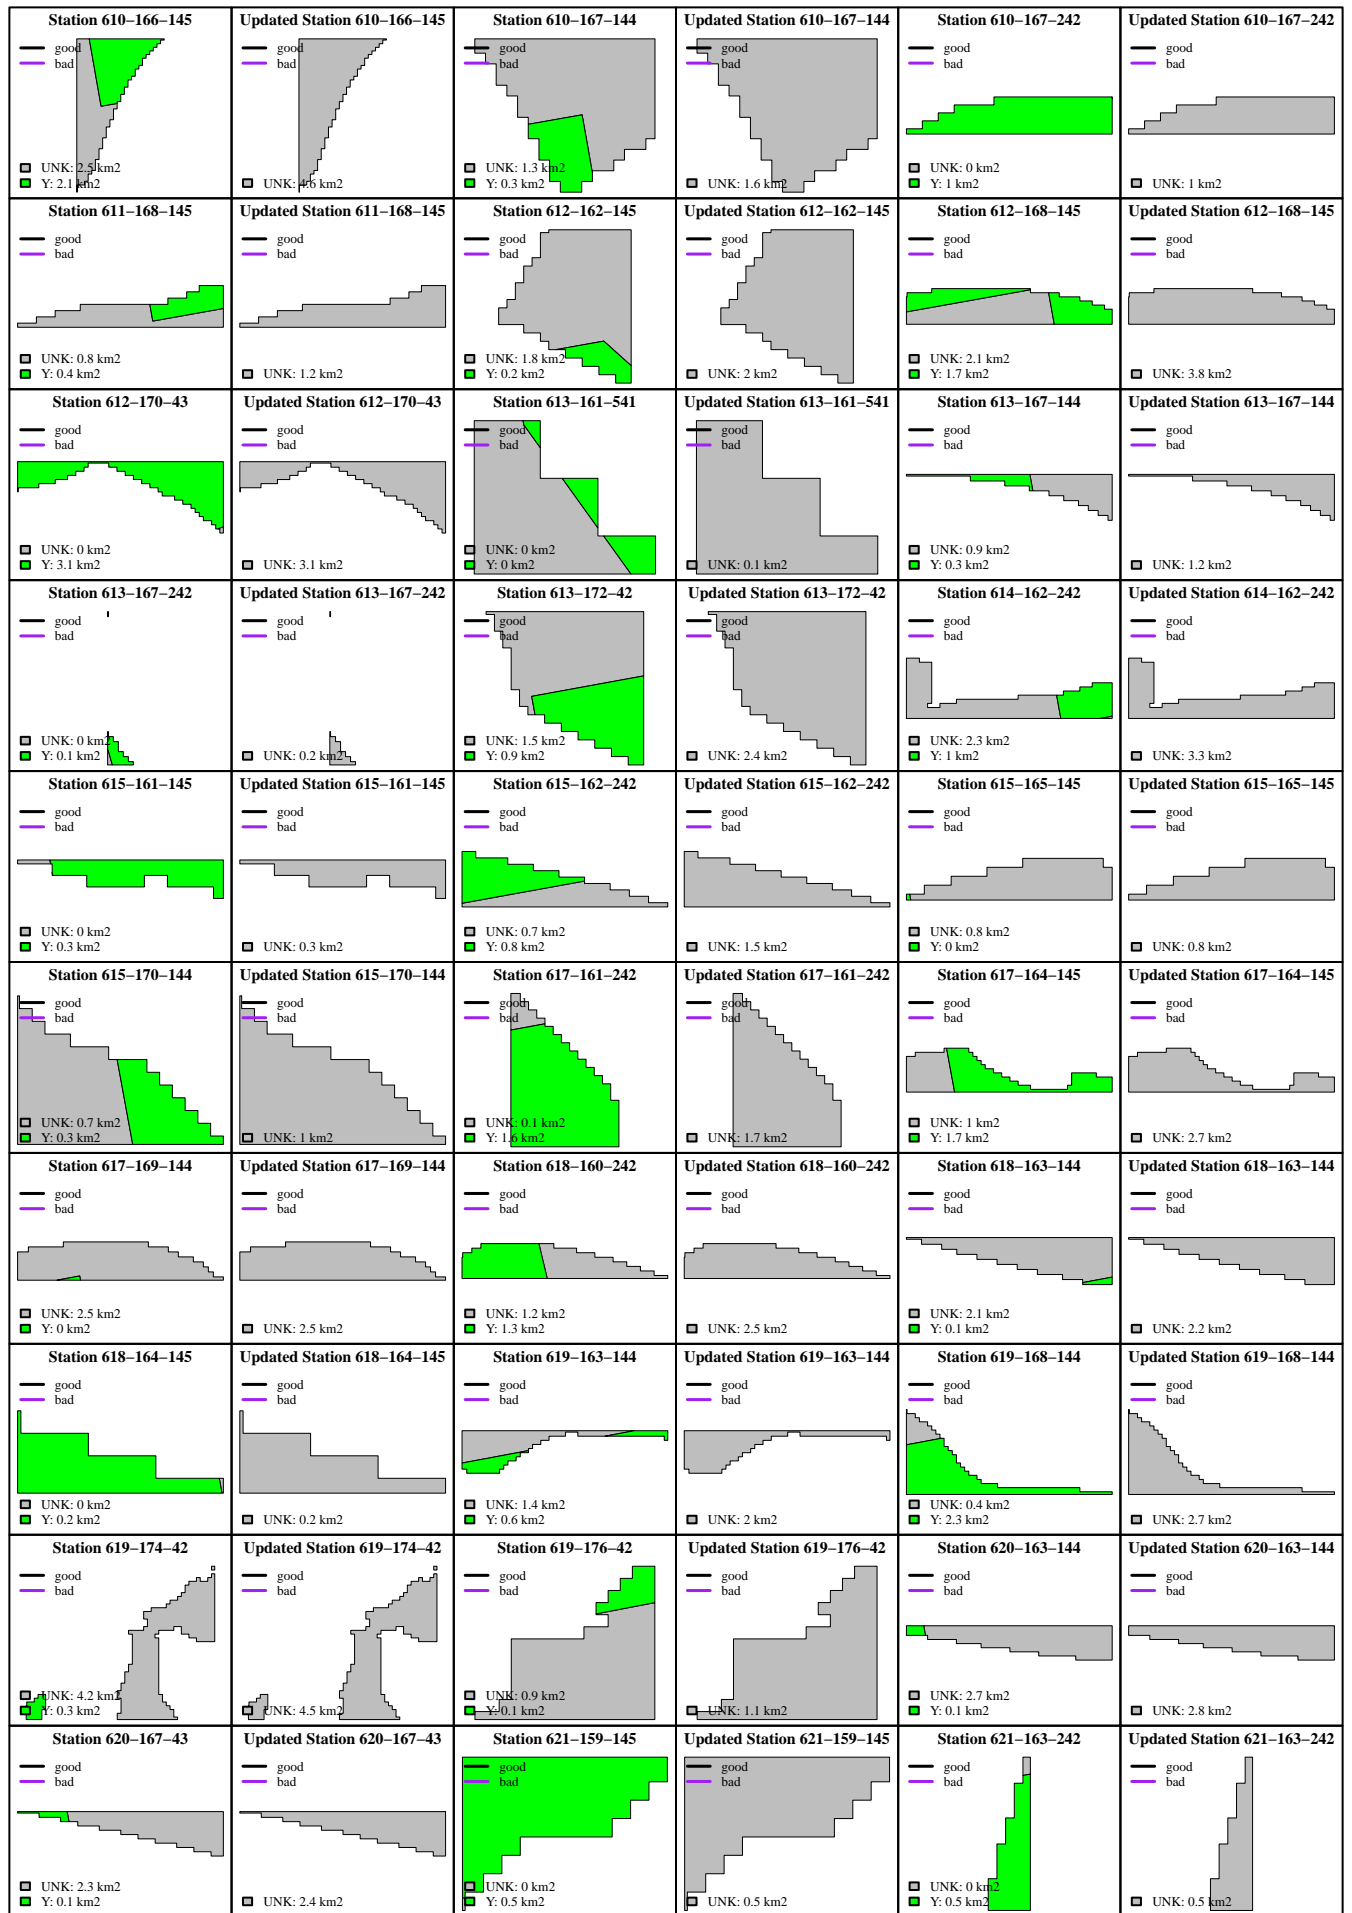 Station 610−166−145
good
bad
UNK: 2.5 km2
Y: 2.1 km2
Updated Station 610−166−145
good
bad
UNK: 4.6 km2
Station 610−167−144
good
bad
UNK: 1.3 km2
Y: 0.3 km2
Updated Station 610−167−144
good
bad
UNK: 1.6 km2
Station 610−167−242
good
bad
UNK: 0 km2
Y: 1 km2
Updated Station 610−167−242
good
bad
UNK: 1 km2
Station 611−168−145
good
bad
UNK: 0.8 km2
Y: 0.4 km2
Updated Station 611−168−145
good
bad
UNK: 1.2 km2
Station 612−162−145
good
bad
UNK: 1.8 km2
Y: 0.2 km2
Updated Station 612−162−145
good
bad
UNK: 2 km2
Station 612−168−145
good
bad
UNK: 2.1 km2
Y: 1.7 km2
Updated Station 612−168−145
good
bad
UNK: 3.8 km2
Station 612−170−43
good
bad
UNK: 0 km2
Y: 3.1 km2
Updated Station 612−170−43
good
bad
UNK: 3.1 km2
Station 613−161−541
good
bad
UNK: 0 km2
Y: 0 km2
Updated Station 613−161−541
good
bad
UNK: 0.1 km2
Station 613−167−144
good
bad
UNK: 0.9 km2
Y: 0.3 km2
Updated Station 613−167−144
good
bad
UNK: 1.2 km2
Station 613−167−242
good
bad
UNK: 0 km2
Y: 0.1 km2
Updated Station 613−167−242
good
bad
UNK: 0.2 km2
Station 613−172−42
good
bad
UNK: 1.5 km2
Y: 0.9 km2
Updated Station 613−172−42
good
bad
UNK: 2.4 km2
Station 614−162−242
good
bad
UNK: 2.3 km2
Y: 1 km2
Updated Station 614−162−242
good
bad
UNK: 3.3 km2
Station 615−161−145
good
bad
UNK: 0 km2
Y: 0.3 km2
Updated Station 615−161−145
good
bad
UNK: 0.3 km2
Station 615−162−242
good
bad
UNK: 0.7 km2
Y: 0.8 km2
Updated Station 615−162−242
good
bad
UNK: 1.5 km2
Station 615−165−145
good
bad
UNK: 0.8 km2
Y: 0 km2
Updated Station 615−165−145
good
bad
UNK: 0.8 km2
Station 615−170−144
good
bad
UNK: 0.7 km2
Y: 0.3 km2
Updated Station 615−170−144
good
bad
UNK: 1 km2
Station 617−161−242
good
bad
UNK: 0.1 km2
Y: 1.6 km2
Updated Station 617−161−242
good
bad
UNK: 1.7 km2
Station 617−164−145
good
bad
UNK: 1 km2
Y: 1.7 km2
Updated Station 617−164−145
good
bad
UNK: 2.7 km2
Station 617−169−144
good
bad
UNK: 2.5 km2
Y: 0 km2
Updated Station 617−169−144
good
bad
UNK: 2.5 km2
Station 618−160−242
good
bad
UNK: 1.2 km2
Y: 1.3 km2
Updated Station 618−160−242
good
bad
UNK: 2.5 km2
Station 618−163−144
good
bad
UNK: 2.1 km2
Y: 0.1 km2
Updated Station 618−163−144
good
bad
UNK: 2.2 km2
Station 618−164−145
good
bad
UNK: 0 km2
Y: 0.2 km2
Updated Station 618−164−145
good
bad
UNK: 0.2 km2
Station 619−163−144
good
bad
UNK: 1.4 km2
Y: 0.6 km2
Updated Station 619−163−144
good
bad
UNK: 2 km2
Station 619−168−144
good
bad
UNK: 0.4 km2
Y: 2.3 km2
Updated Station 619−168−144
good
bad
UNK: 2.7 km2
Station 619−174−42
good
bad
UNK: 4.2 km2
Y: 0.3 km2
Updated Station 619−174−42
good
bad
UNK: 4.5 km2
Station 619−176−42
good
bad
UNK: 0.9 km2
Y: 0.1 km2
Updated Station 619−176−42
good
bad
UNK: 1.1 km2
Station 620−163−144
good
bad
UNK: 2.7 km2
Y: 0.1 km2
Updated Station 620−163−144
good
bad
UNK: 2.8 km2
Station 620−167−43
good
bad
UNK: 2.3 km2
Y: 0.1 km2
Updated Station 620−167−43
good
bad
UNK: 2.4 km2
Station 621−159−145
good
bad
UNK: 0 km2
Y: 0.5 km2
Updated Station 621−159−145
good
bad
UNK: 0.5 km2
Station 621−163−242
good
bad
UNK: 0 km2
Y: 0.5 km2
Updated Station 621−163−242
good
bad
UNK: 0.5 km2